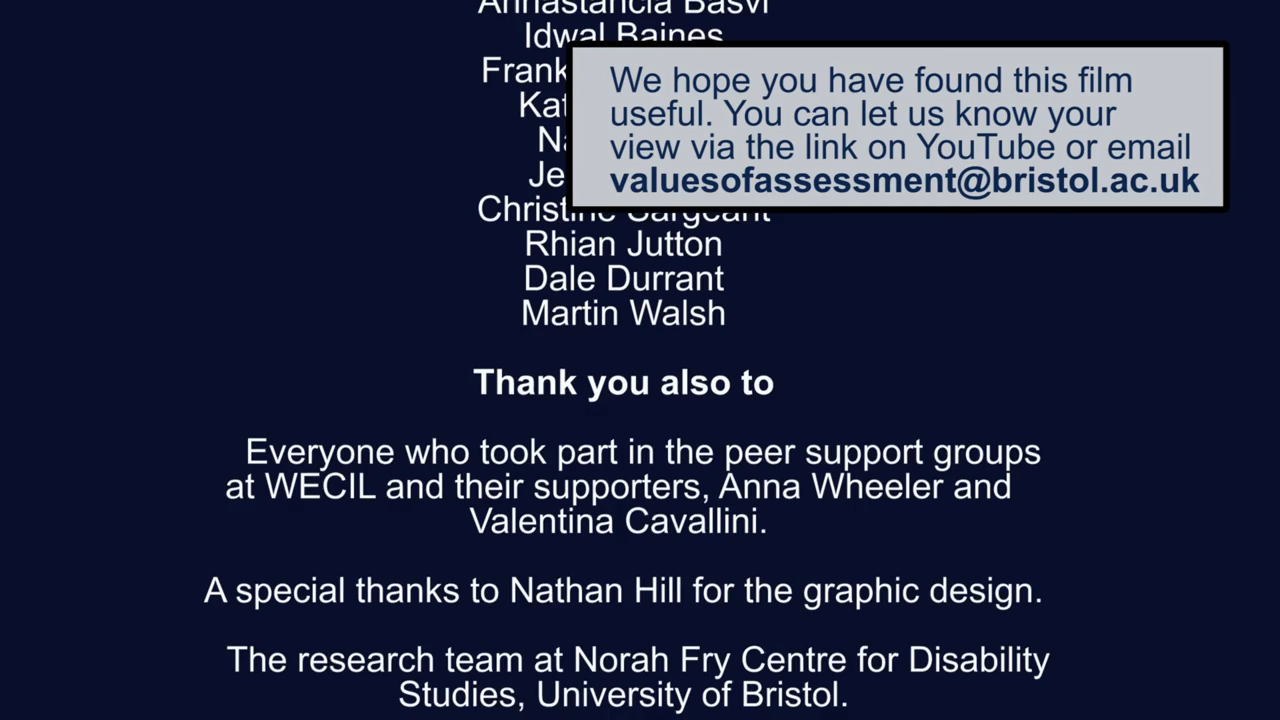 Idwal Baines
Frank
Christine Sargeant
Rhian Jutton
Dale Durrant
Martin Walsh
We hope you have found this film
useful. You can let us know your
view via the link on YouTube or email
valuesofassessment@bristol.ac.uk
Thank you also to
Everyone who took part in the peer support groups
at WECIL and their supporters, Anna Wheeler and
Valentina Cavallini.
A special thanks to Nathan Hill for the graphic design.
The research team at Norah Fry Centre for Disability
Studies, University of Bristol.